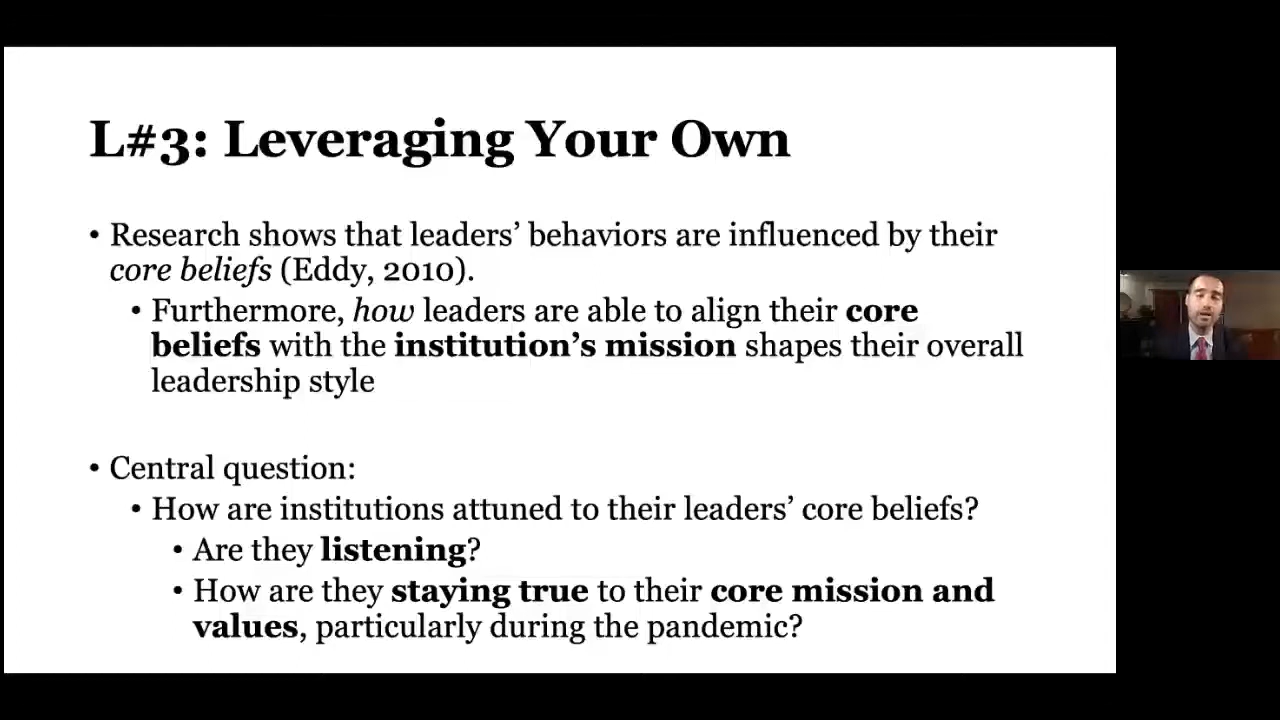 L#3: Leveraging Your Own
• Research shows that leaders’ behaviors are influenced by their
core beliefs (Eddy, 2010).
• Furthermore, how leaders are able to align their core
beliefs with the institution’s mission shapes their overall
leadership style
• Central question:
• How are institutions attuned to their leaders’ core beliefs?
• Are they listening?
• How are they staying true to their core mission and
values, particularly during the pandemic?